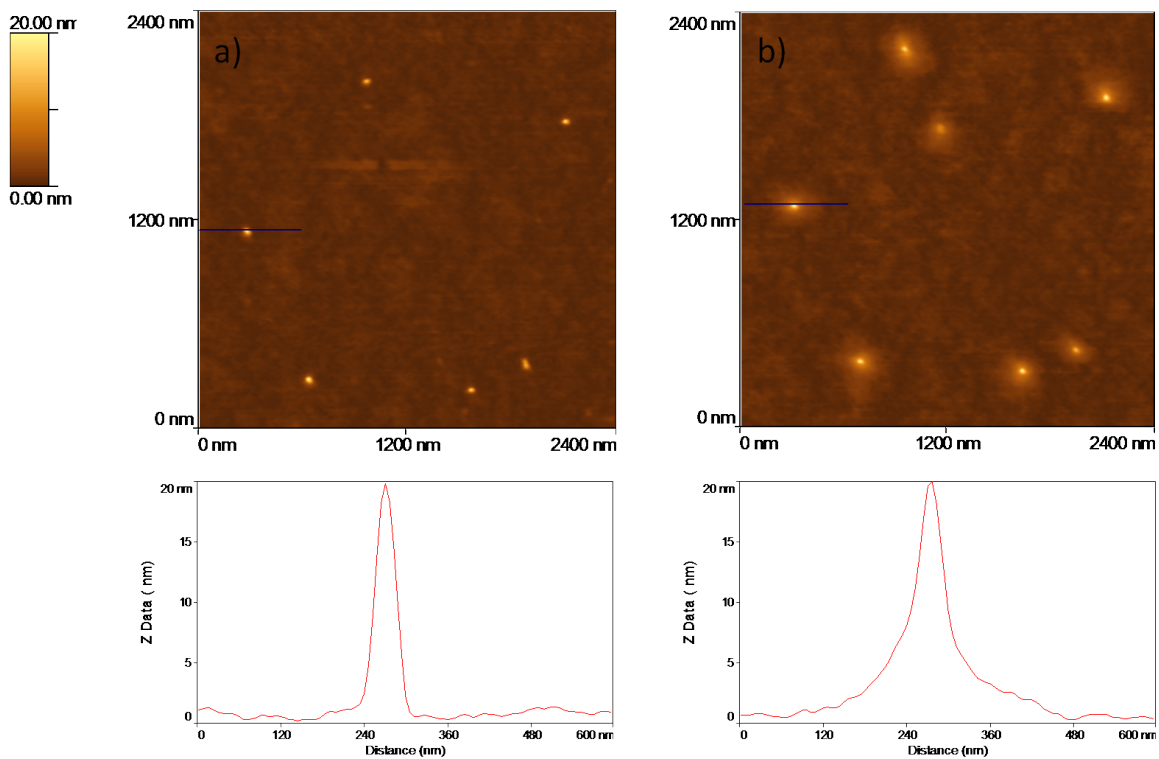 20.00 nm
0.00 nm
2400 nm
1200 nm
0 nm
a)
0 nm
1200 nm
2400 nm
2400 nm
1200 nm
0 nm
b)
0 nm
1200 nm
2400 nm
20 nm
15
10
5
0
Z Data ( nm)
0
120
240
360
480
600 nm
Distance (nm)
20 nm
15
10
5
0
Z Data ( nm)
0
120
240
360
480
600 nm
Distance (nm)